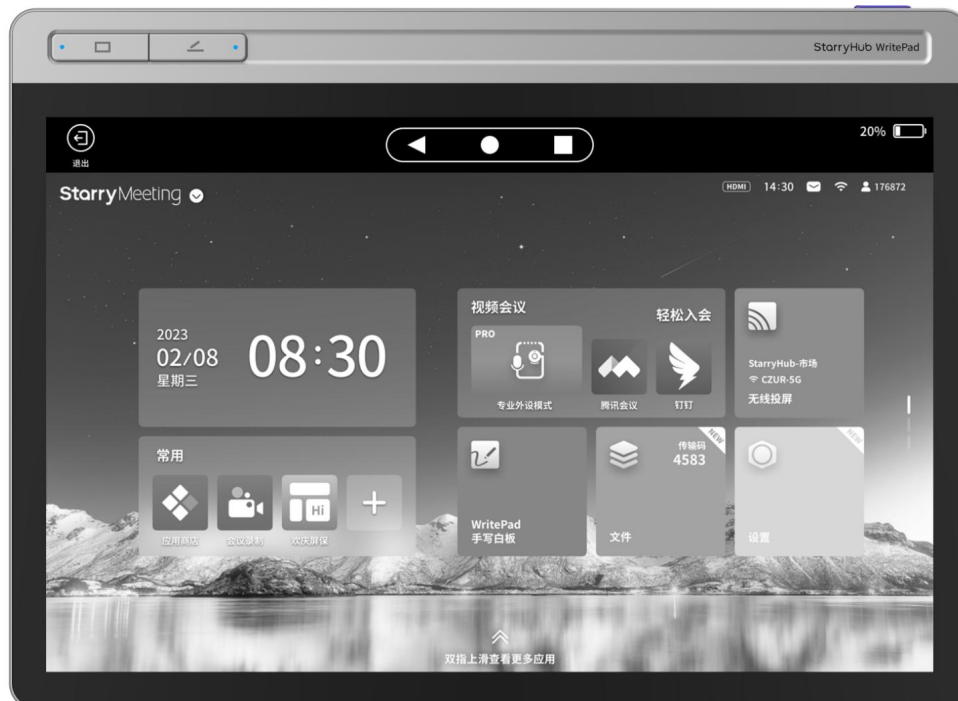 StarryHub WritePad
退出
20%
StarryMeeting
HDMI 14:30 176872
2023
02/08
星期三
08:30
视频会议
轻松入会
PRO
专业外设模式
腾讯会议
钉钉
StarryHub-市场
CZUR-5G
无线投屏
常用
应用商店
会议录制
Hi
欢庆屏保
WritePad
手写白板
NEW
传输码
4583
文件
NEW
设置
双指上滑查看更多应用